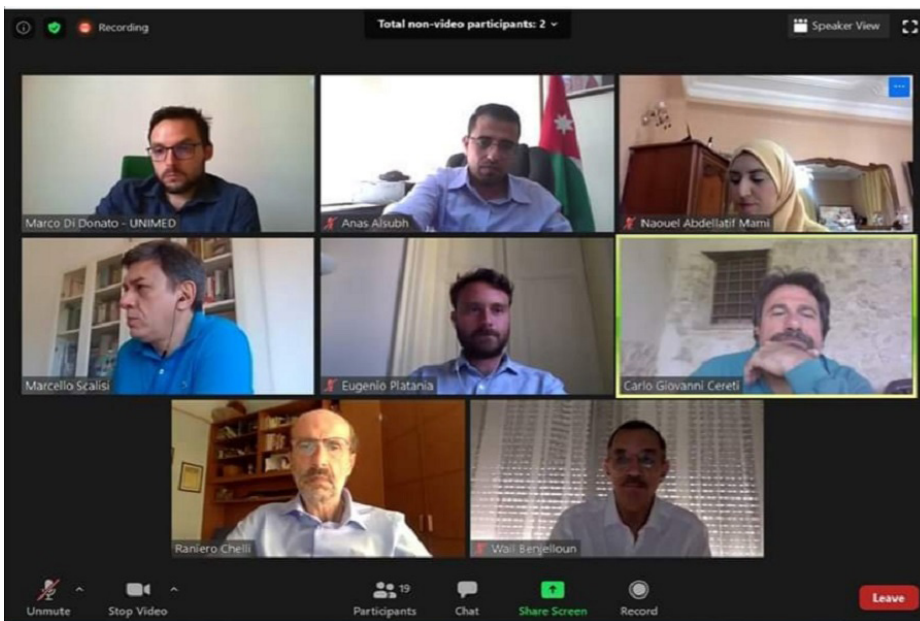 Recording
Total non-video participants: 2
Speaker View
Marco Di Donato - UNIMED
Anas Alsubh
Naouel Abdellatif Mami
Marcello Scalisi
Eugenio Platania
Carlo Giovanni Cereti
Raniero Chelli
Wail Benjelloun
Unmute
Stop Video
Participants
19
Chat
Share Screen
Record
Leave